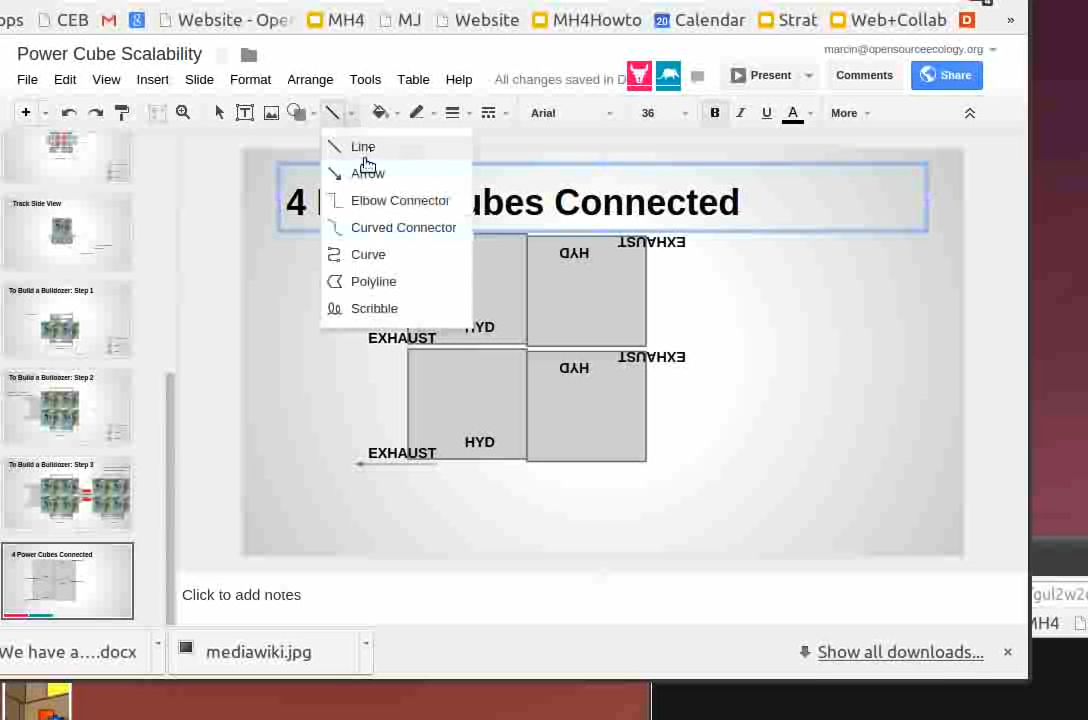 ops CEB Website - Ope MH4 MJ Website MH4Howto 20 Calendar Strat Web+Collab D »
Power Cube Scalability
marcin@opensourceecology.org
File Edit View Insert Slide Format Arrange Tools Table Help All changes saved in D
Present Comments Share
Arial 36 B I U A More
Line
Arrow
Elbow Connector
Curved Connector
Curve
Polyline
Scribble
Track Side View
To Build a Bulldozer: Step 1
To Build a Bulldozer: Step 2
To Build a Bulldozer: Step 3
4 Power Cubes Connected
4 ubes Connected
HYD EXHAUST
EXHAUST HYD
HYD EXHAUST
EXHAUST HYD
Click to add notes
gul2w2
MH4
We have a....docx mediawiki.jpg Show all downloads... ×